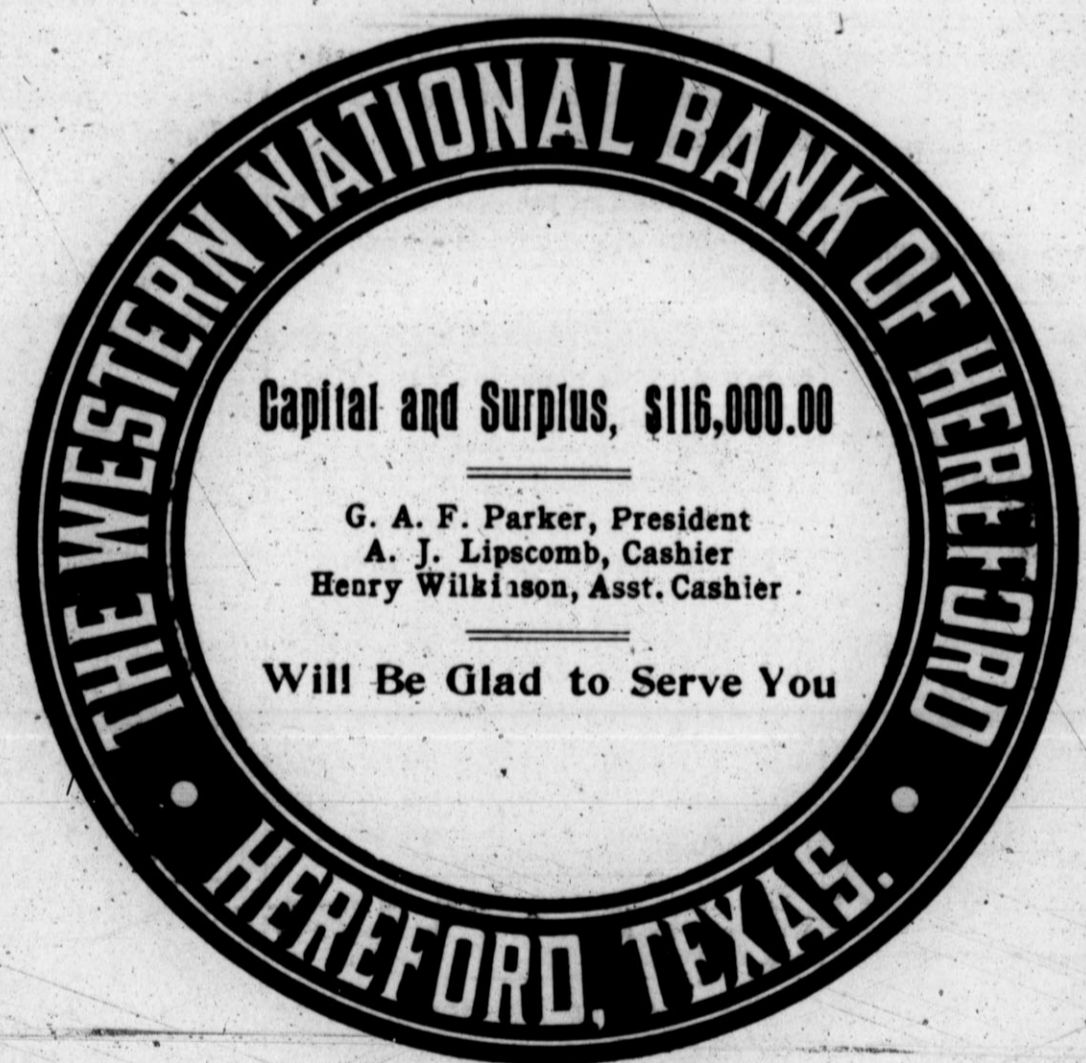 THE WESTERN NATIONAL BANK OF HEREFORD
Capital and Surplus, $116,000.00
G. A. F. Parker, President
A. J. Lipscomb, Cashier
Henry Wilkinson, Asst. Cashier
Will Be Glad to Serve You
HEREFORD, TEXAS.